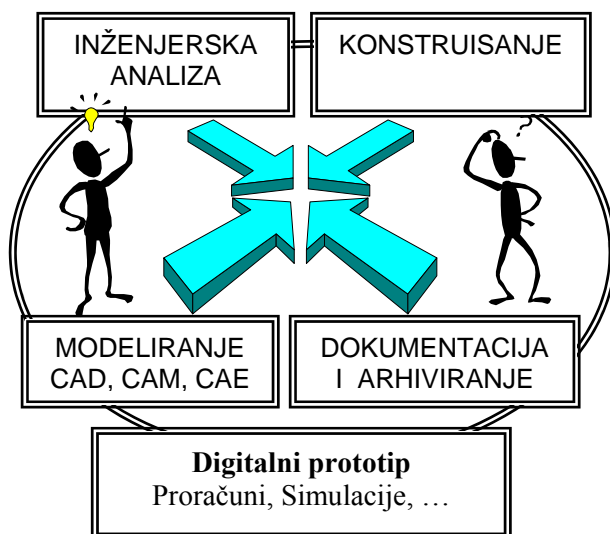 INŽENJERSKA
ANALIZA
KONSTRUISANJE
?
MODELIRANJE
CAD, CAM, CAE
DOKUMENTACIJA
I ARHIVIRANJE
Digitalni prototip
Proračuni, Simulacije, …